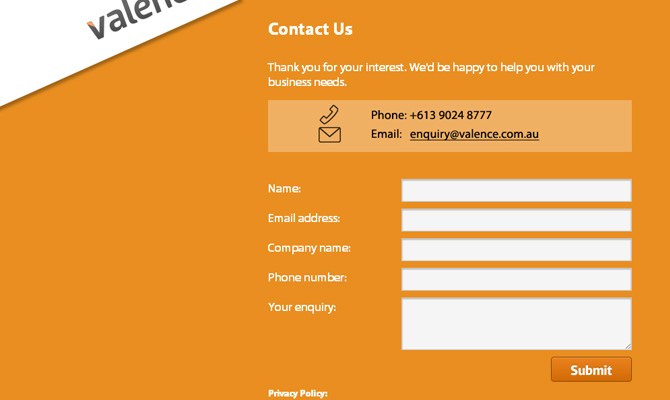 valence
Contact Us
Thank you for your interest. We'd be happy to help you with your
business needs.
Phone: +613 9024 8777
Email: enquiry@valence.com.au
Name:
Email address:
Company name:
Phone number:
Your enquiry:
Submit
Privacy Policy: